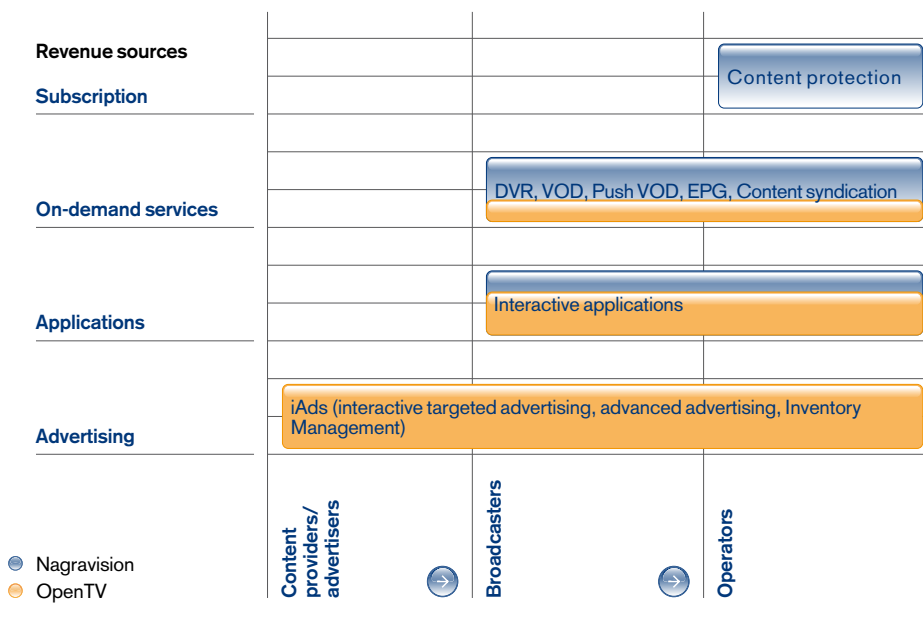 Revenue sources
Content protection
Subscription
DVR, VOD, Push VOD, EPG, Content syndication
On-demand services
Interactive applications
Applications
iAds (interactive targeted advertising, advanced advertising, Inventory
Management)
Advertising
Content
providers/
advertisers
Broadcasters
Operators
Nagravision
OpenTV